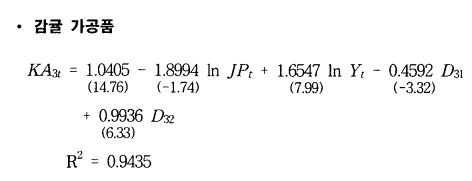 • 감귤 가공품
KA₃ₜ = 1.0405 − 1.8994 ln JPₜ + 1.6547 ln Yₜ − 0.4592 D₃₁
(14.76) (-1.74) (7.99) (-3.32)
+ 0.9936 D₃₂
(6.33)
R² = 0.9435